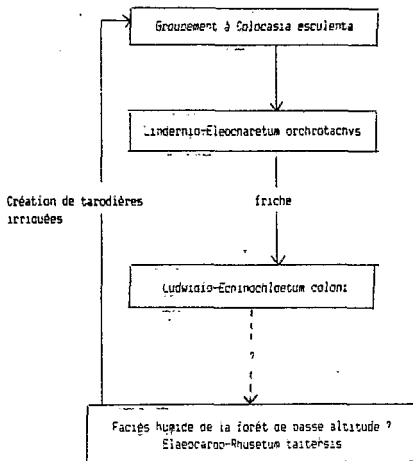 Groupement à Colocasia esculenta
Lindernio-Eleocharetum orchrotachys
Création de tarodières
irriguées
friche
Ludwigio-Echinochloetum coloni
?
Faciès humide de la forêt de basse altitude ?
Elaeocarpo-Rhusetum taitensis